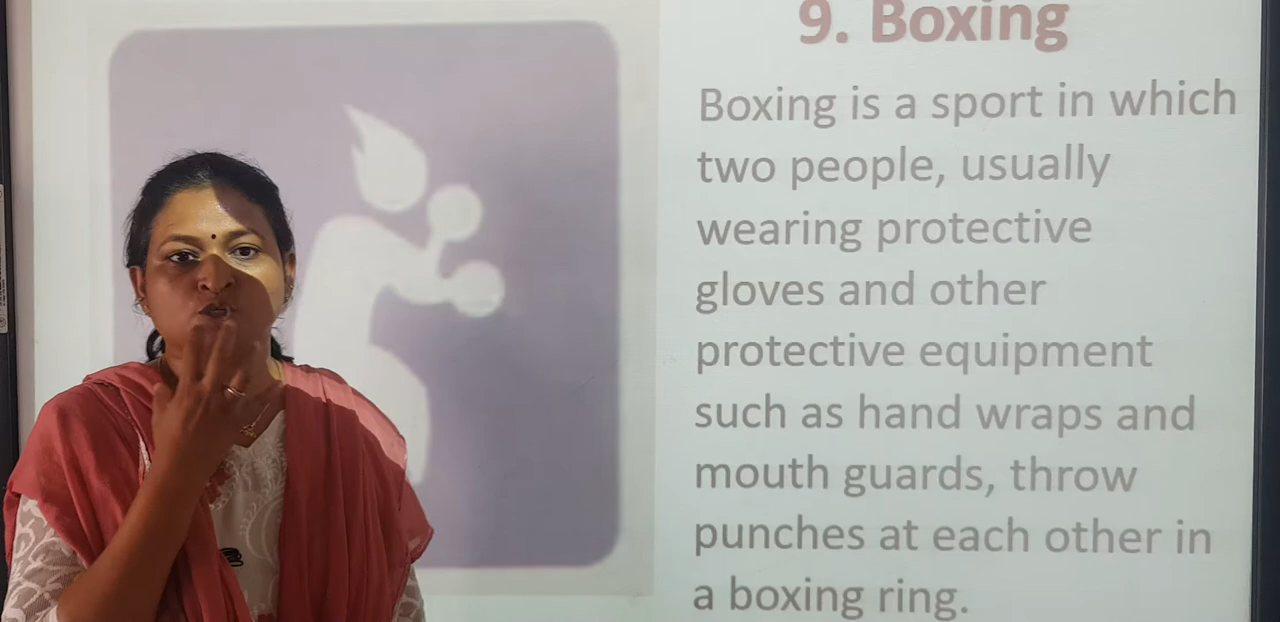 9. Boxing
Boxing is a sport in which
two people, usually
wearing protective
gloves and other
protective equipment
such as hand wraps and
mouth guards, throw
punches at each other in
a boxing ring.